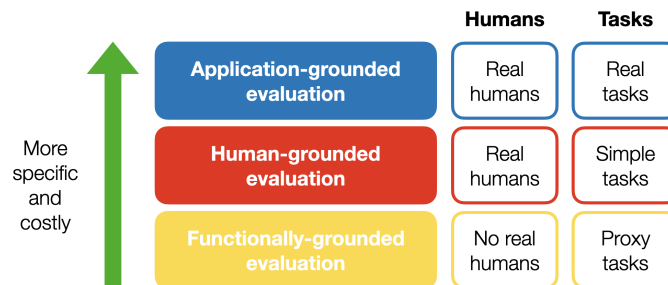 Humans Tasks
Application-grounded
evaluation
Real
humans
Real
tasks
More
specific
and
costly
Human-grounded
evaluation
Real
humans
Simple
tasks
Functionally-grounded
evaluation
No real
humans
Proxy
tasks